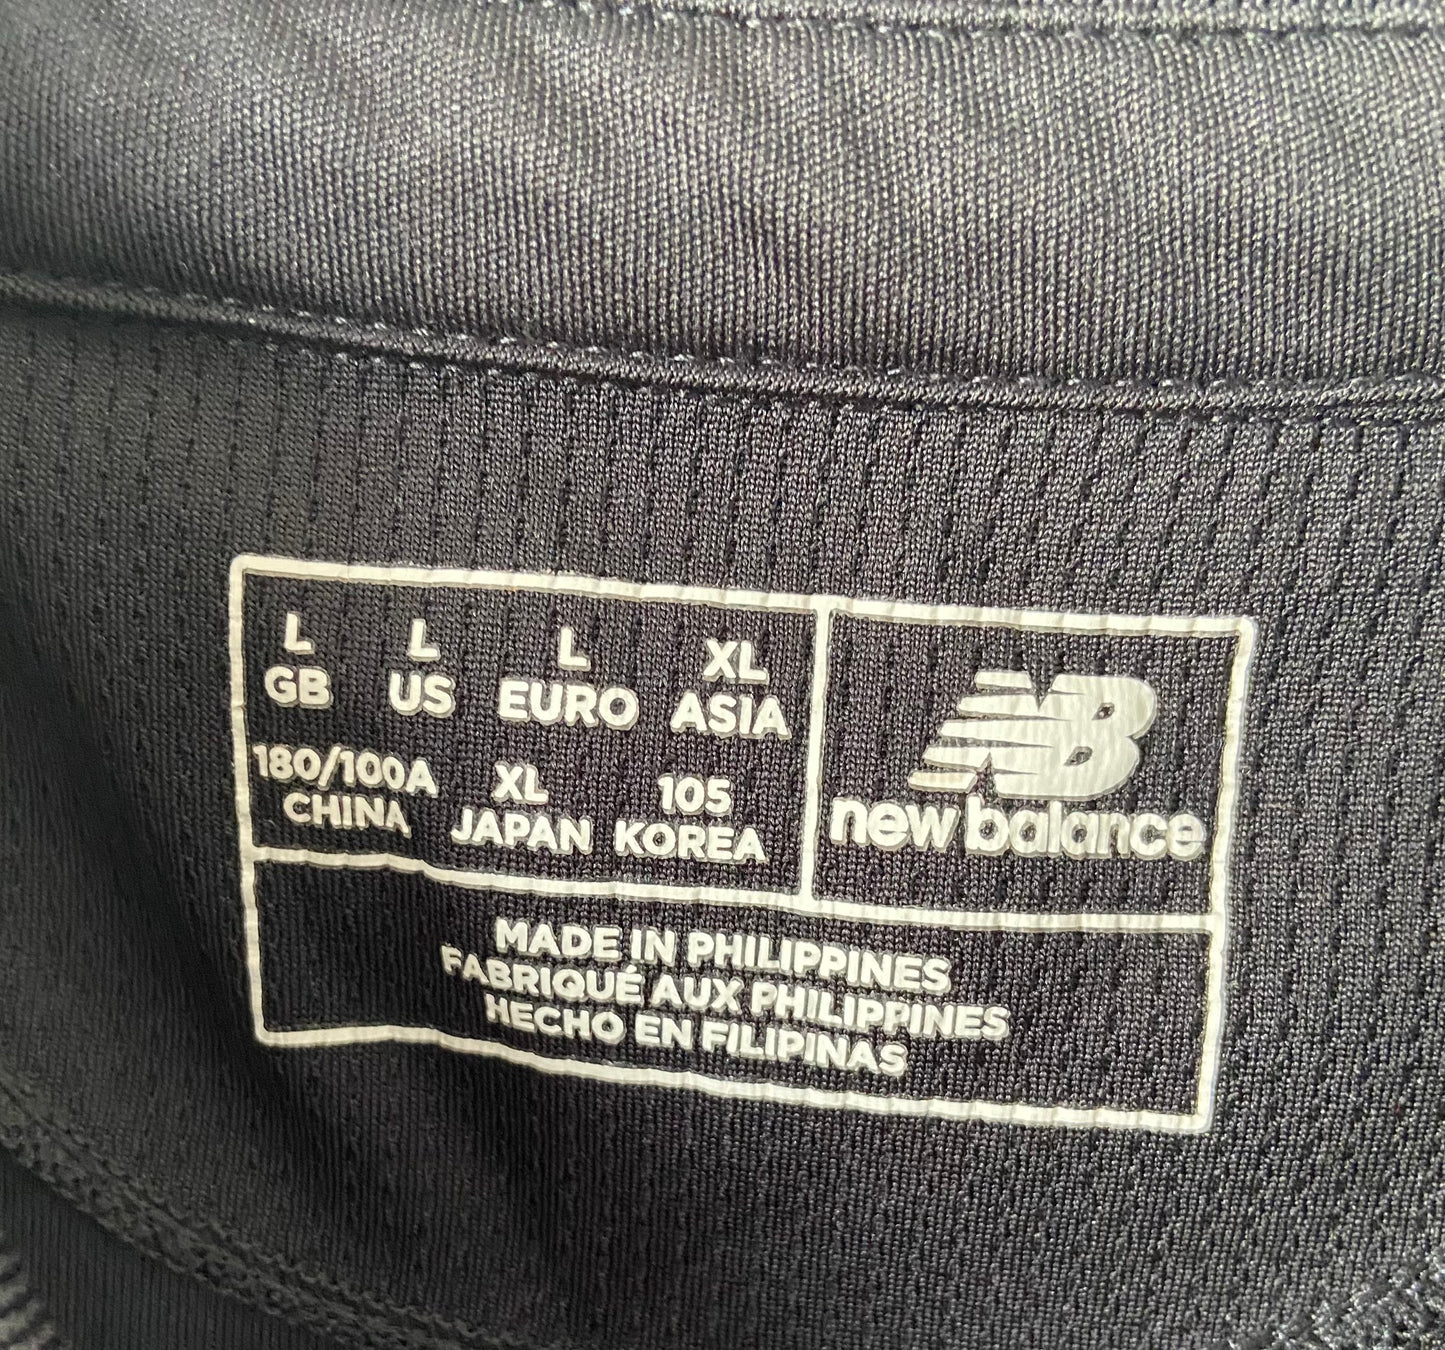 L L L XL
GB US EURO ASIA
180/100A XL 105
CHINA JAPAN KOREA
NB
new balance
MADE IN PHILIPPINES
FABRIQUÉ AUX PHILIPPINES
HECHO EN FILIPINAS